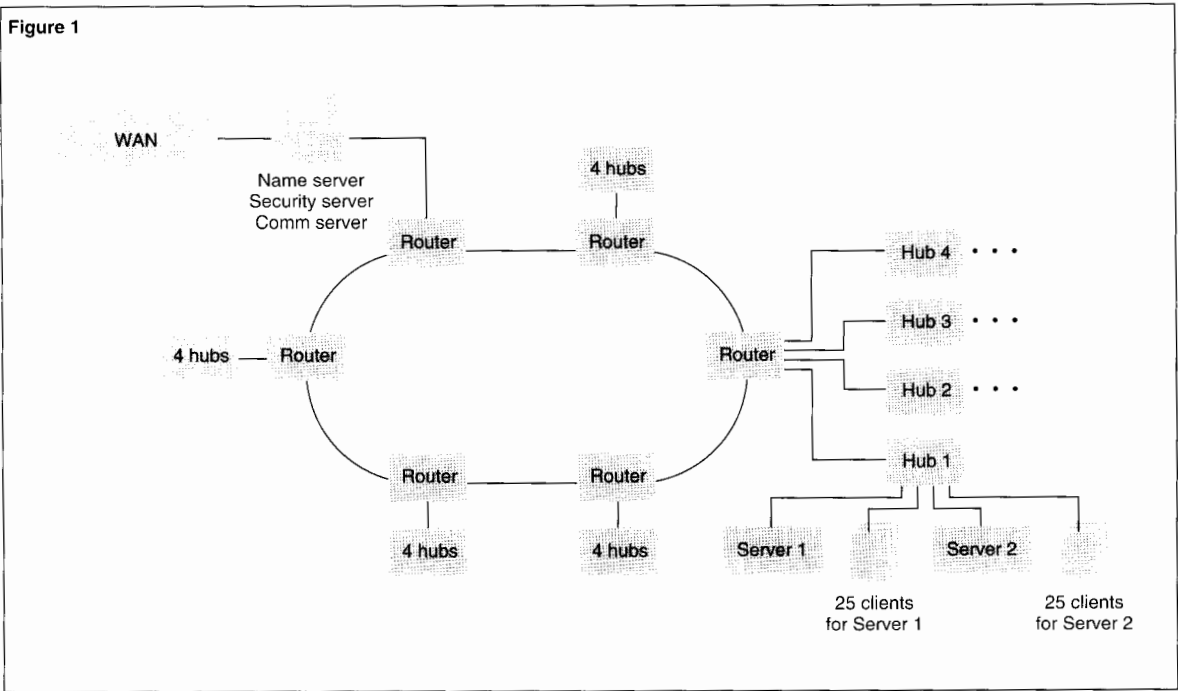 Figure 1
WAN
Name server
Security server
Comm server
4 hubs
Router
Router
Hub 4 • • •
Hub 3 • • •
4 hubs
Router
Router
Hub 2 • • •
Hub 1
Router
Router
4 hubs
4 hubs
Server 1
Server 2
25 clients
for Server 1
25 clients
for Server 2